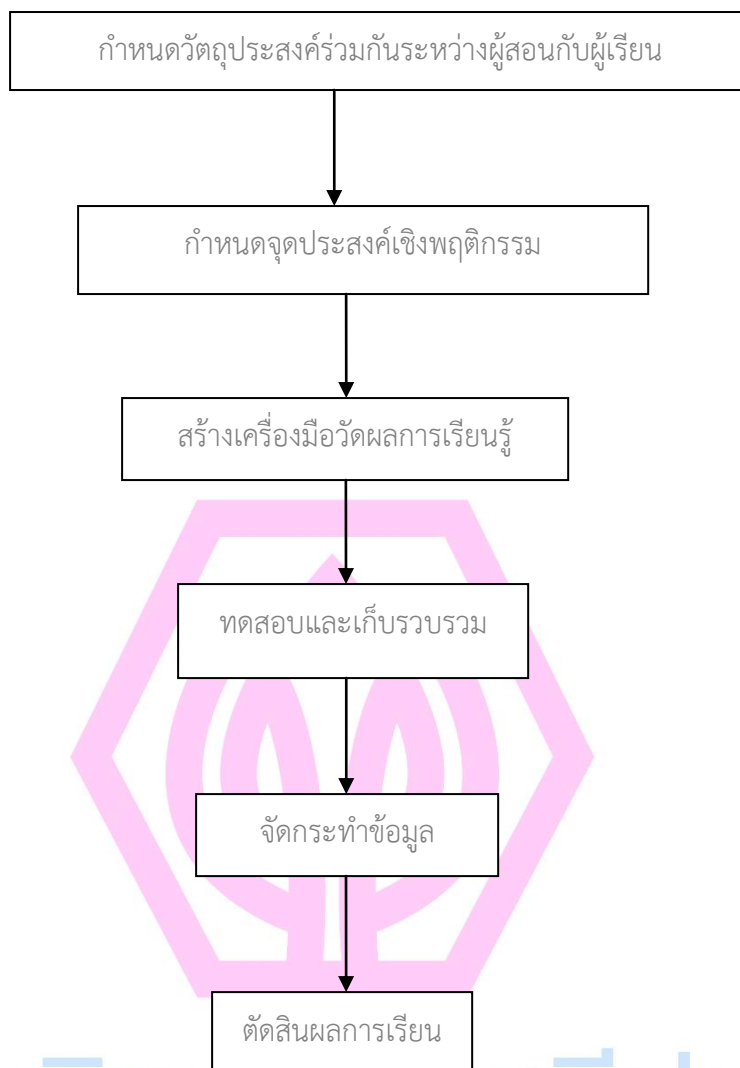 กำหนดวัตถุประสงค์ร่วมกันระหว่างผู้สอนกับผู้เรียน
กำหนดจุดประสงค์เชิงพฤติกรรม
สร้างเครื่องมือวัดผลการเรียนรู้
ทดสอบและเก็บรวบรวม
จัดกระทำข้อมูล
ตัดสินผลการเรียน